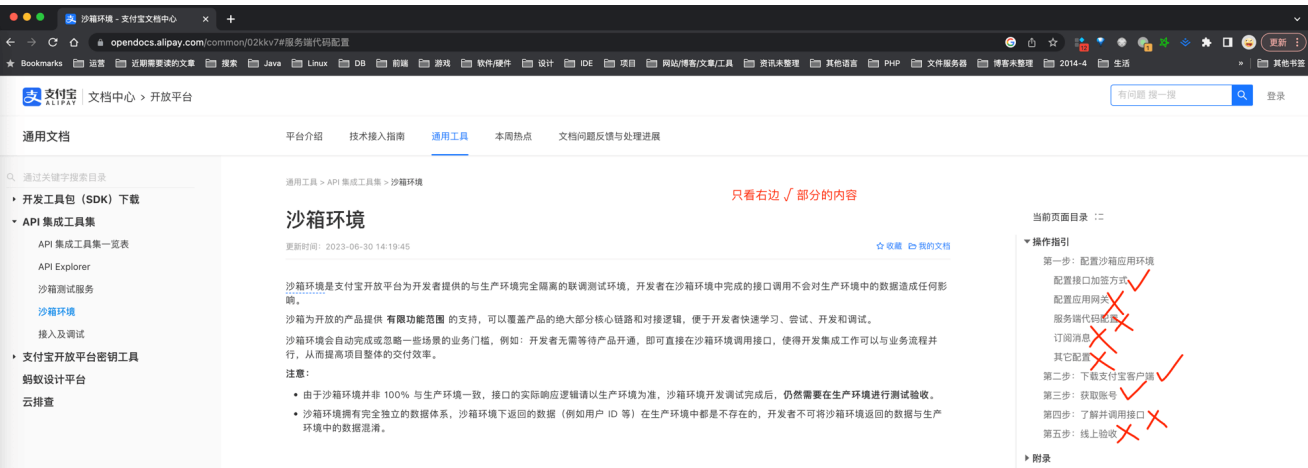 沙箱环境 - 支付宝文档中心
opendocs.alipay.com/common/02kkv7#服务端代码配置
12
更新
Bookmarks 运营 近期需要读的文章 搜索 Java Linux DB 前端 游戏 软件/硬件 设计 IDE 项目 网站/博客/文章/工具 资讯未整理 其他语言 PHP 文件服务器 博客未整理 2014-4 生活 » 其他书签
支付宝 ALIPAY 文档中心 > 开放平台
有问题 搜一搜
登录
通用文档
平台介绍 技术接入指南 通用工具 本周热点 文档问题反馈与处理进展
通过关键字搜索目录
开发工具包（SDK）下载
API 集成工具集
API 集成工具集一览表
API Explorer
沙箱测试服务
沙箱环境
接入及调试
支付宝开放平台密钥工具
蚂蚁设计平台
云排查
通用工具 > API 集成工具集 > 沙箱环境
只看右边 √ 部分的内容
沙箱环境
更新时间：2023-06-30 14:19:45
收藏 我的文档
沙箱环境是支付宝开放平台为开发者提供的与生产环境完全隔离的联调测试环境，开发者在沙箱环境中完成的接口调用不会对生产环境中的数据造成任何影
响。
沙箱为开放的产品提供 有限功能范围 的支持，可以覆盖产品的绝大部分核心链路和对接逻辑，便于开发者快速学习、尝试、开发和调试。
沙箱环境会自动完成或忽略一些场景的业务门槛，例如：开发者无需等待产品开通，即可直接在沙箱环境调用接口，使得开发集成工作可以与业务流程并
行，从而提高项目整体的交付效率。
注意：
• 由于沙箱环境并非 100% 与生产环境一致，接口的实际响应逻辑请以生产环境为准，沙箱环境开发调试完成后，仍然需要在生产环境进行测试验收。
• 沙箱环境拥有完全独立的数据体系，沙箱环境下返回的数据（例如用户 ID 等）在生产环境中都是不存在的，开发者不可将沙箱环境返回的数据与生产
环境中的数据混淆。
当前页面目录
操作指引
第一步：配置沙箱应用环境
配置接口加签方式
配置应用网关
服务端代码配置
订阅消息
其它配置
第二步：下载支付宝客户端
第三步：获取账号
第四步：了解并调用接口
第五步：线上验收
附录